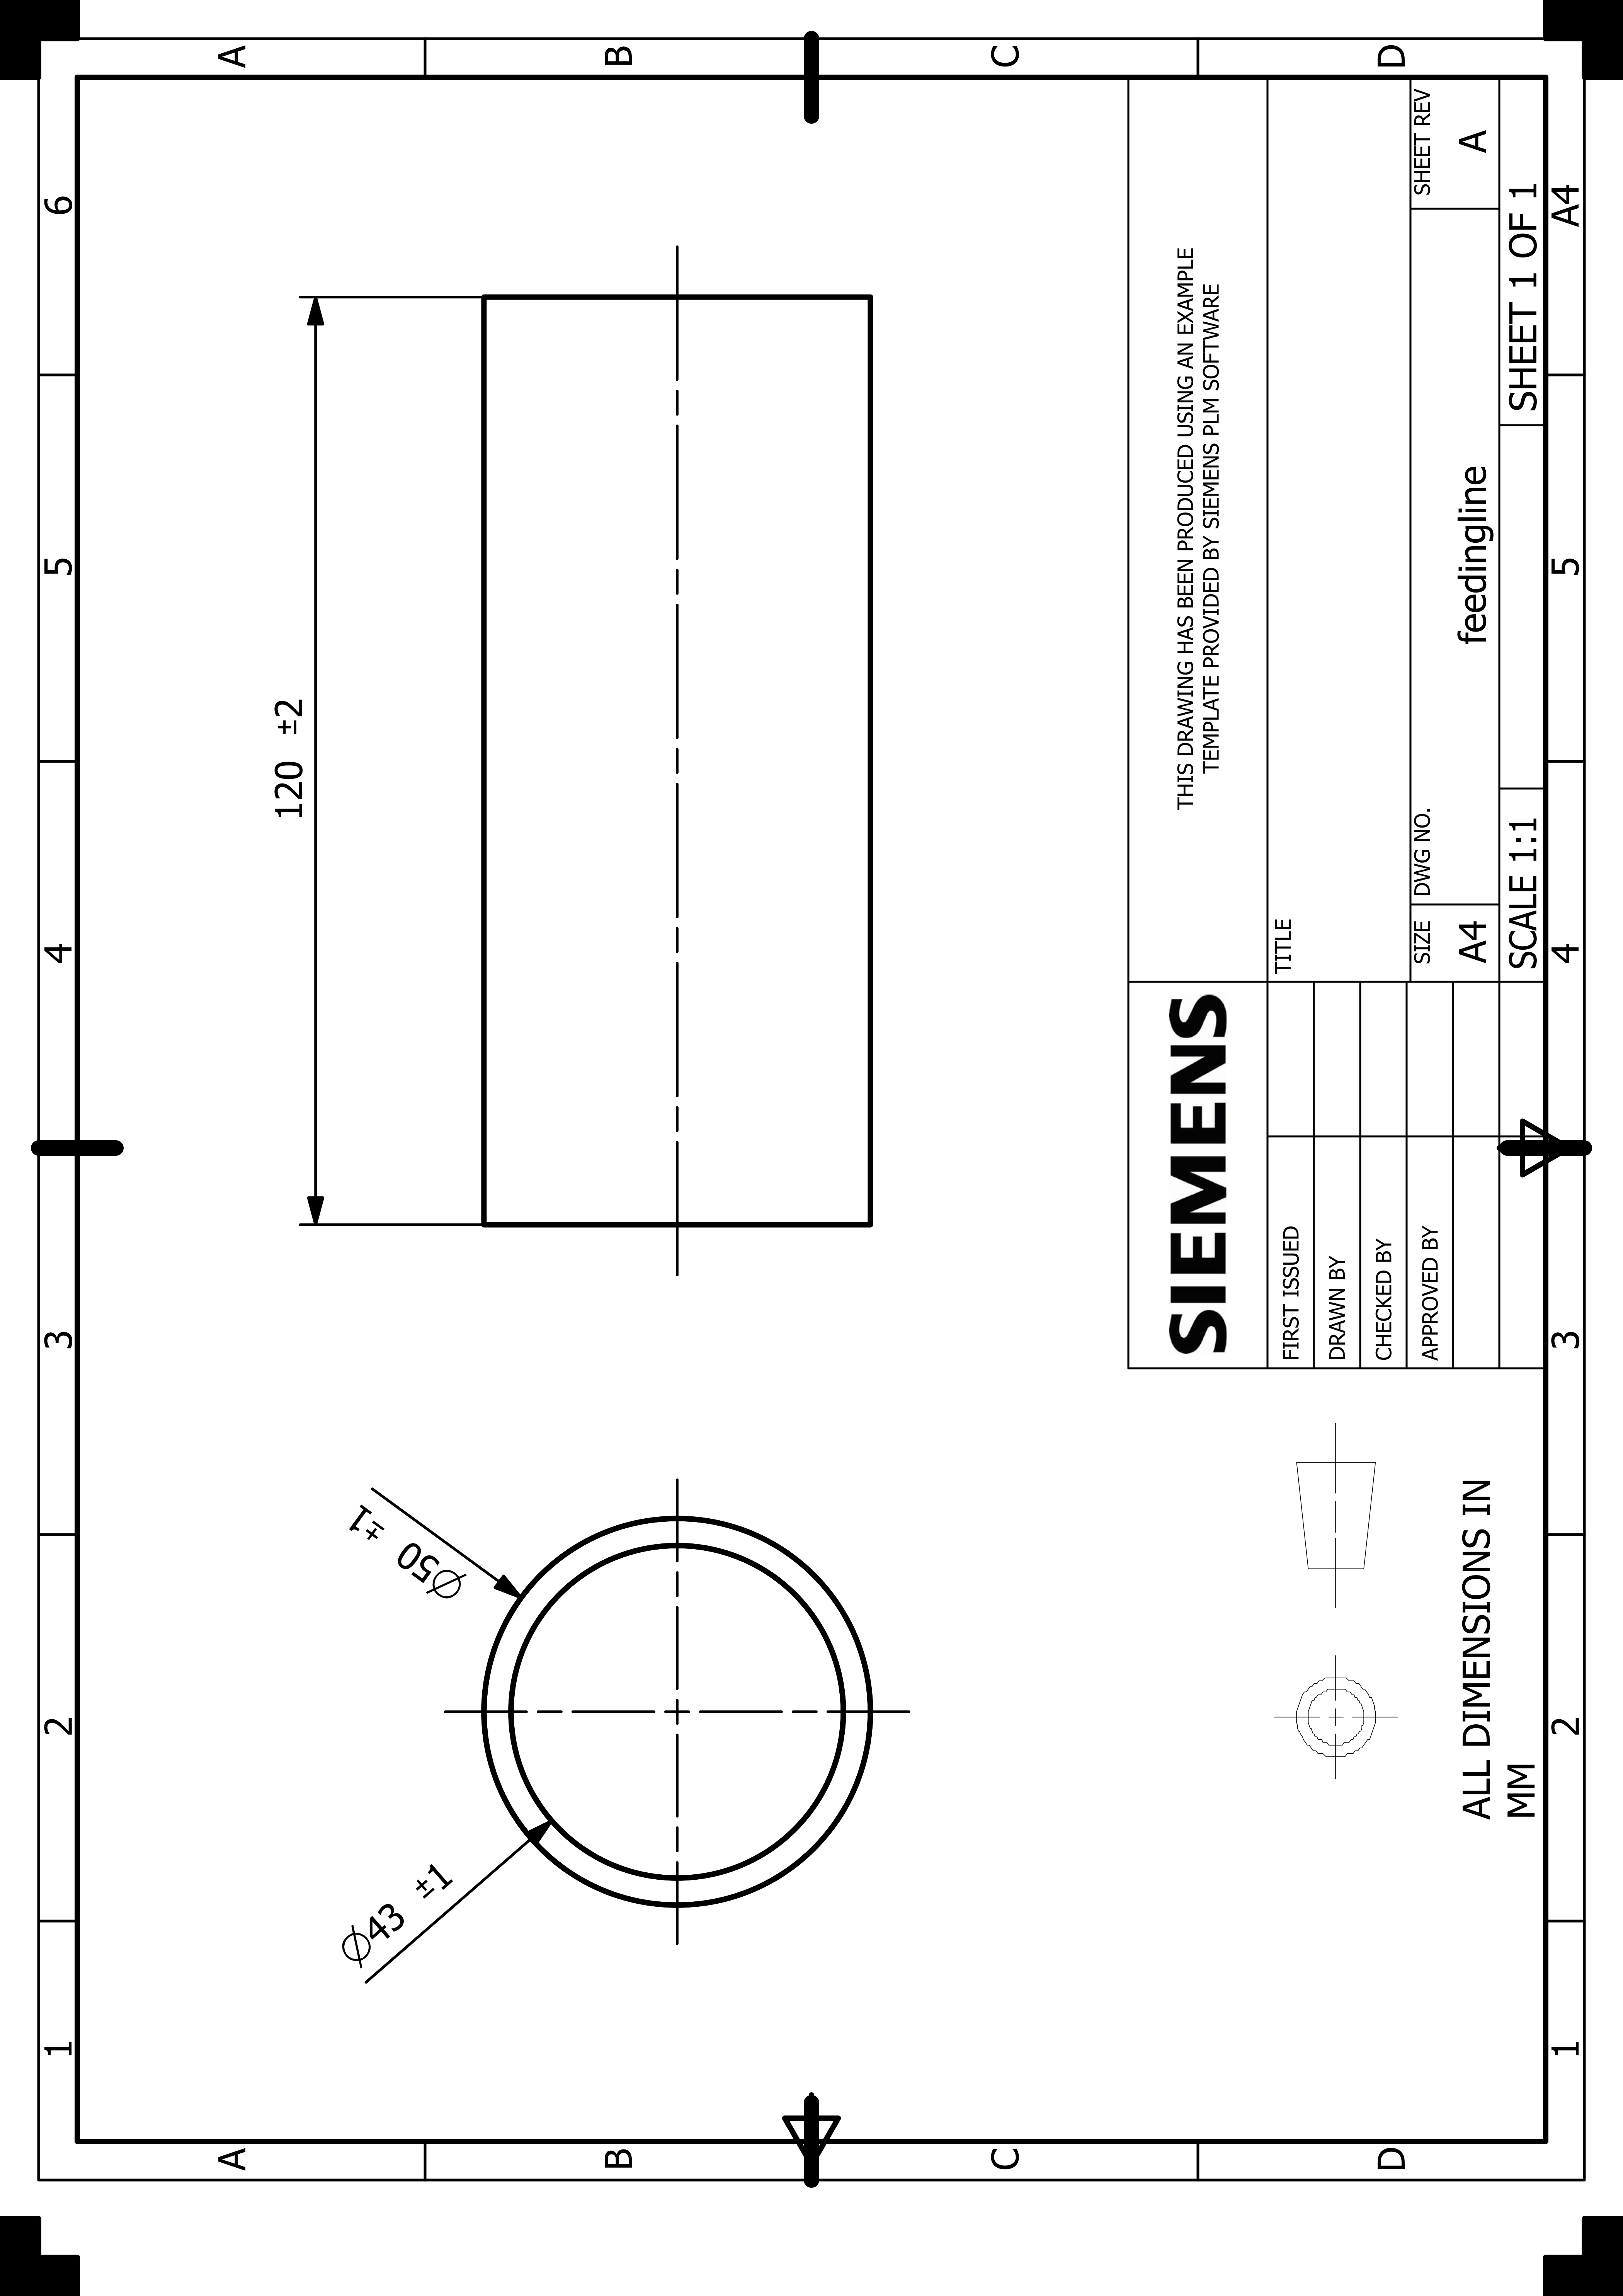 1
2
3
4
5
6
A
A
B
B
C
C
D
D
120 ±2
⌀50 ±1
⌀43 ±1
SIEMENS
THIS DRAWING HAS BEEN PRODUCED USING AN EXAMPLE
TEMPLATE PROVIDED BY SIEMENS PLM SOFTWARE
FIRST ISSUED
DRAWN BY
CHECKED BY
APPROVED BY
TITLE
SIZE
A4
DWG NO.
feedingline
SHEET REV
A
SCALE 1:1
SHEET 1 OF 1
ALL DIMENSIONS IN
MM
1
2
3
4
5
A4